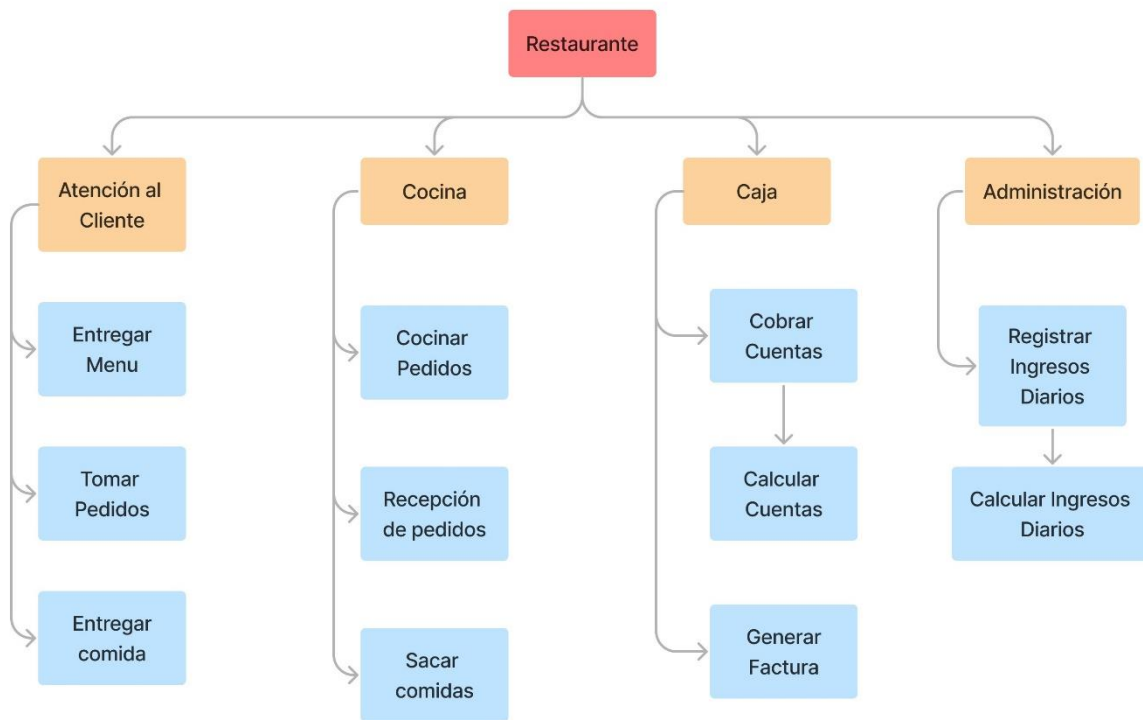 Restaurante
Atención al
Cliente
Cocina
Caja
Administración
Entregar
Menu
Cocinar
Pedidos
Cobrar
Cuentas
Registrar
Ingresos
Diarios
Tomar
Pedidos
Recepción
de pedidos
Calcular
Cuentas
Calcular Ingresos
Diarios
Entregar
comida
Sacar
comidas
Generar
Factura